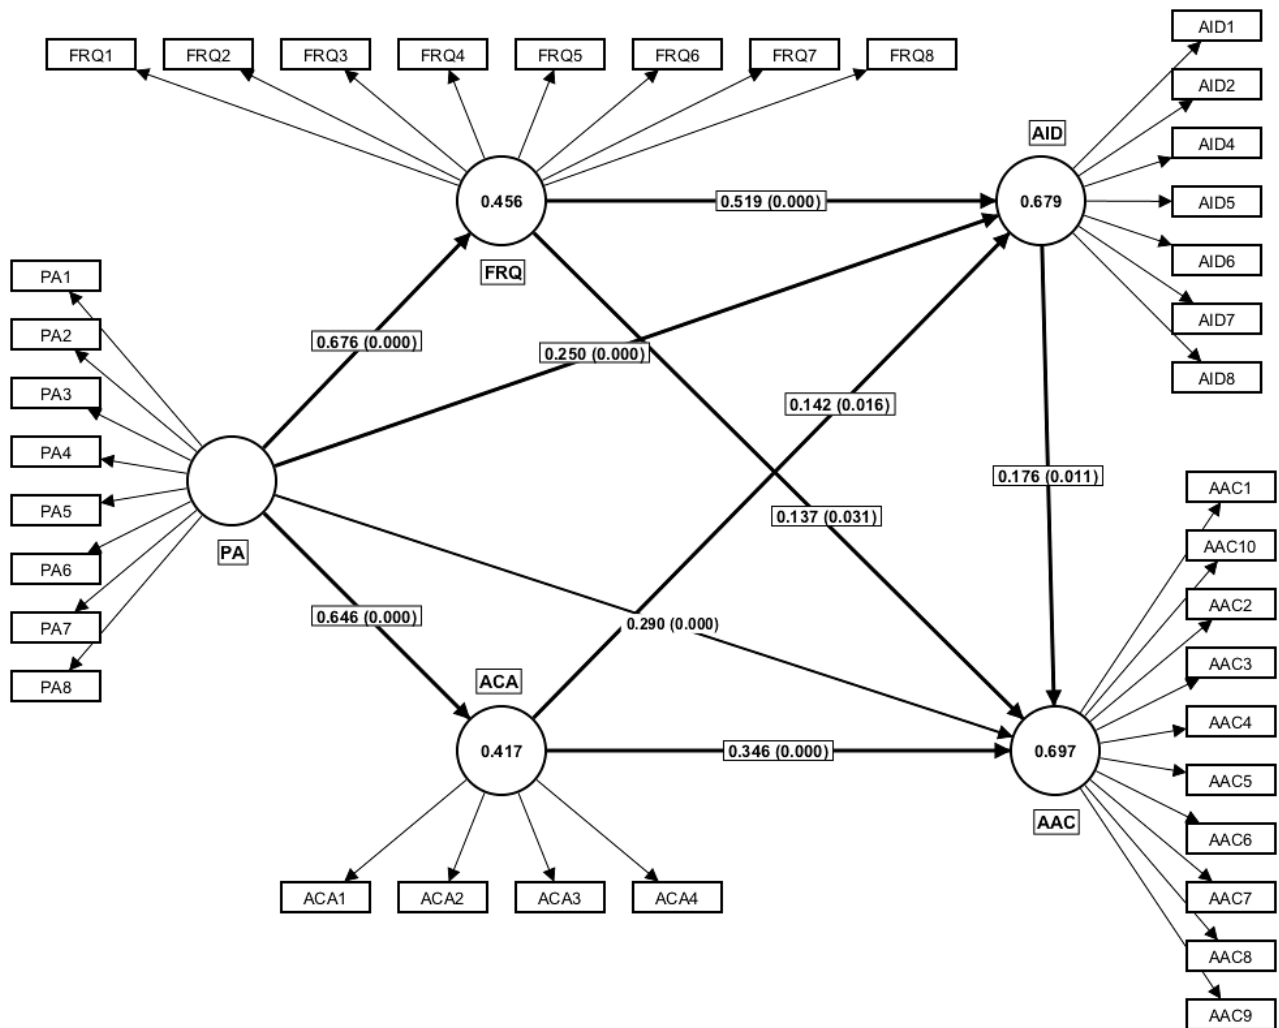 AID1
FRQ1 FRQ2 FRQ3 FRQ4 FRQ5 FRQ6 FRQ7 FRQ8
AID2
AID
AID4
0.456
0.519 (0.000)
0.679
AID5
AID6
FRQ
PA1
AID7
PA2
0.676 (0.000)
0.250 (0.000)
AID8
PA3
0.142 (0.016)
PA4
0.176 (0.011)
AAC1
PA5
0.137 (0.031)
AAC10
PA
PA6
AAC2
0.646 (0.000)
0.290 (0.000)
PA7
AAC3
PA8
ACA
AAC4
0.417
0.346 (0.000)
0.697
AAC5
AAC
AAC6
ACA1 ACA2 ACA3 ACA4
AAC7
AAC8
AAC9